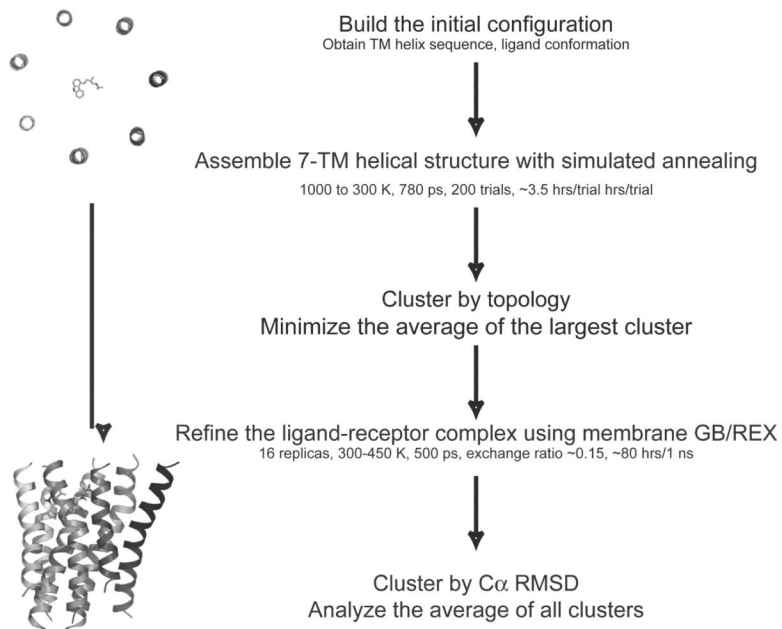 Build the initial configuration
Obtain TM helix sequence, ligand conformation
Assemble 7-TM helical structure with simulated annealing
1000 to 300 K, 780 ps, 200 trials, ~3.5 hrs/trial hrs/trial
Cluster by topology
Minimize the average of the largest cluster
Refine the ligand-receptor complex using membrane GB/REX
16 replicas, 300-450 K, 500 ps, exchange ratio ~0.15, ~80 hrs/1 ns
Cluster by Cα RMSD
Analyze the average of all clusters